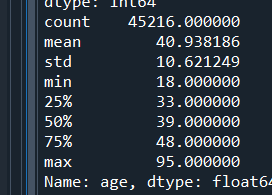 dtype: int64
count    45216.000000
mean        40.938186
std         10.621249
min         18.000000
25%         33.000000
50%         39.000000
75%         48.000000
max         95.000000
Name: age, dtype: float64